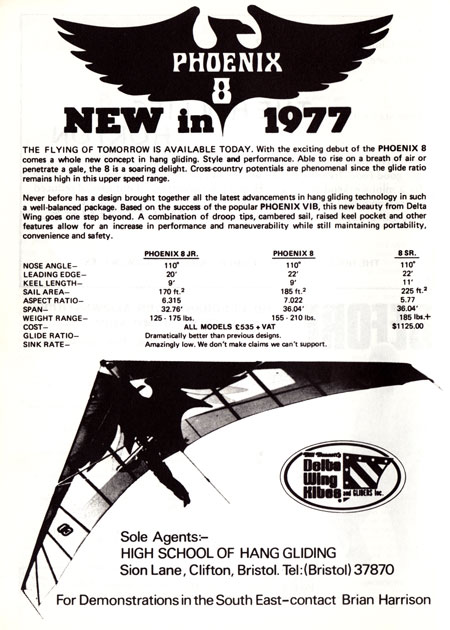 PHOENIX
8
NEW in 1977
THE FLYING OF TOMORROW IS AVAILABLE TODAY. With the exciting debut of the PHOENIX 8
comes a whole new concept in hang gliding. Style and performance. Able to rise on a breath of air or
penetrate a gale, the 8 is a soaring delight. Cross-country potentials are phenomenal since the glide ratio
remains high in this upper speed range.
Never before has a design brought together all the latest advancements in hang gliding technology in such
a well-balanced package. Based on the success of the popular PHOENIX VIB, this new beauty from Delta
Wing goes one step beyond. A combination of droop tips, cambered sail, raised keel pocket and other
features allow for an increase in performance and maneuverability while still maintaining portability,
convenience and safety.
PHOENIX 8 JR. PHOENIX 8 8 SR.
NOSE ANGLE— 110° 110° 110°
LEADING EDGE— 20' 22' 22'
KEEL LENGTH— 9' 9' 11'
SAIL AREA— 170 ft.² 185 ft.² 225 ft.²
ASPECT RATIO— 6.315 7.022 5.77
SPAN— 32.76' 36.04' 36.04'
WEIGHT RANGE— 125 - 175 lbs. 155 - 210 lbs. 185 lbs.+
COST— ALL MODELS £535 + VAT $1125.00
GLIDE RATIO— Dramatically better than previous designs.
SINK RATE— Amazingly low. We don't make claims we can't support.
Delta
Wing
Kites and GLIDERS Inc.
Sole Agents:—
HIGH SCHOOL OF HANG GLIDING
Sion Lane, Clifton, Bristol. Tel:(Bristol) 37870
For Demonstrations in the South East—contact Brian Harrison